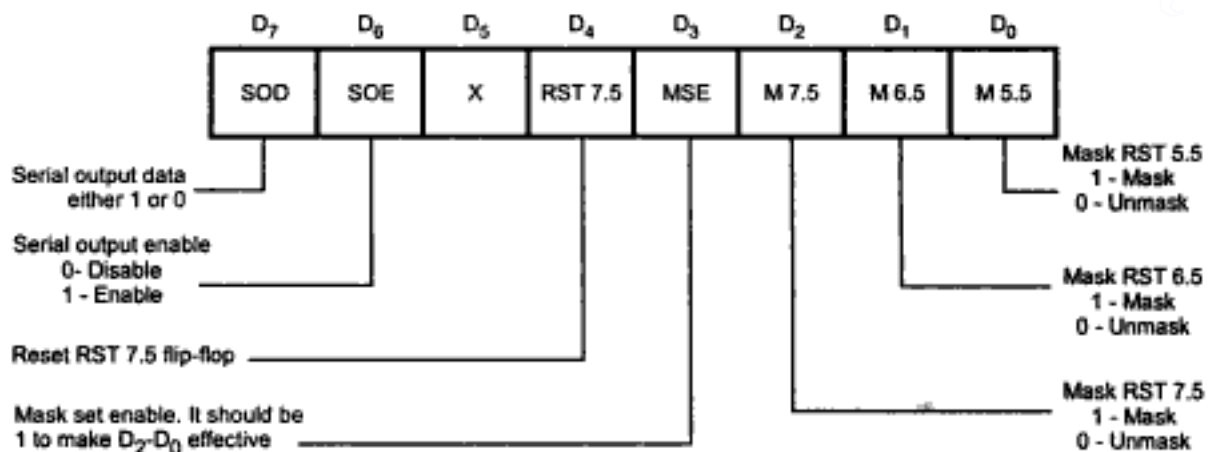 D7 D6 D5 D4 D3 D2 D1 D0
SOD SOE X RST 7.5 MSE M 7.5 M 6.5 M 5.5
Serial output data
either 1 or 0
Serial output enable
0- Disable
1 - Enable
Reset RST 7.5 flip-flop
Mask set enable. It should be
1 to make D2-D0 effective
Mask RST 5.5
1 - Mask
0 - Unmask
Mask RST 6.5
1 - Mask
0 - Unmask
Mask RST 7.5
1 - Mask
0 - Unmask